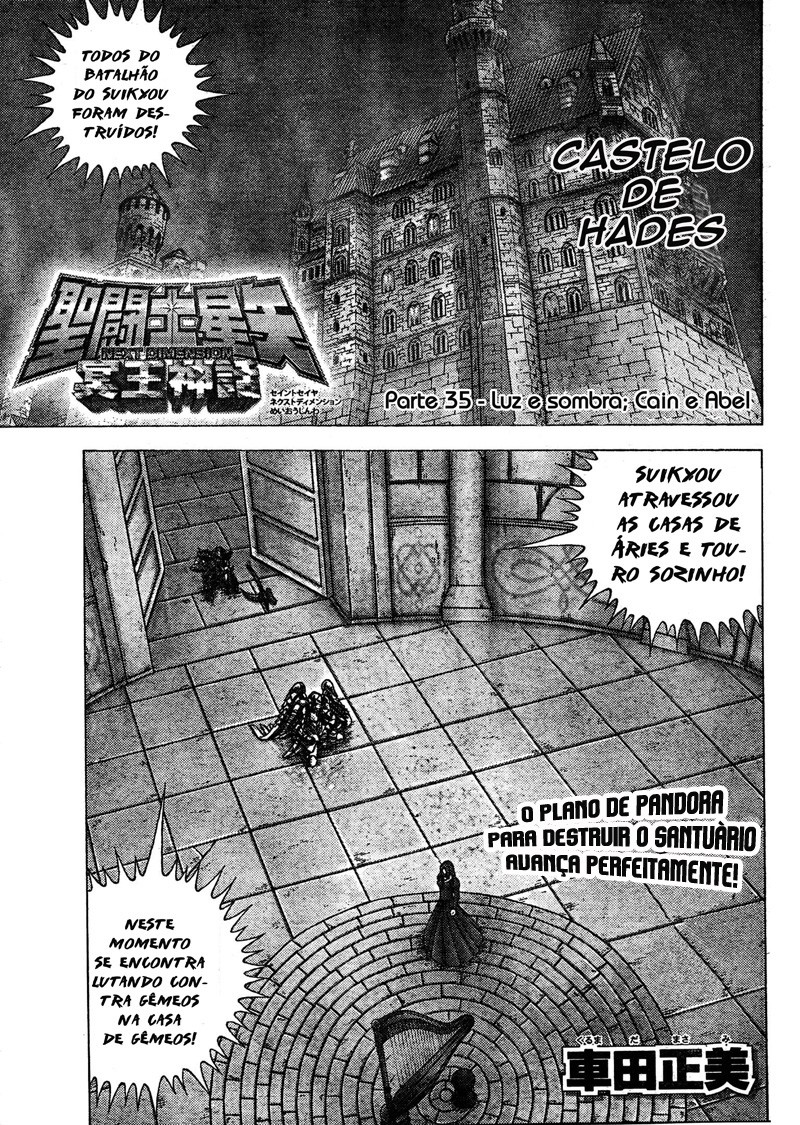 TODOS DO
BATALHÃO
DO SUIKYOU
FORAM DES-
TRUÍDOS!
CASTELO
DE
HADES
聖闘士星矢
NEXT DIMENSION
冥王神話
セイントセイヤ
ネクストディメンション
めいおうしんわ
Parte 35 - Luz e sombra; Cain e Abel
SUIKYOU
ATRAVESSOU
AS CASAS DE
ÁRIES E TOU-
RO SOZINHO!
O PLANO DE PANDORA
PARA DESTRUIR O SANTUÀRIO
AVANÇA PERFEITAMENTE!
NESTE
MOMENTO
SE ENCONTRA
LUTANDO CON-
TRA GÊMEOS
NA CASA
DE GÊMEOS!
くるま だ まさ み
車田正美